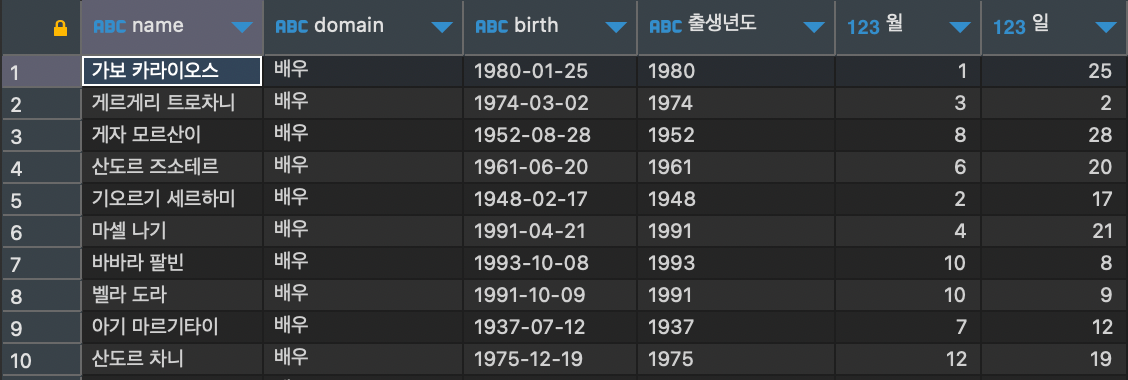 ABC name ABC domain ABC birth ABC 출생년도 123 월 123 일
1 가보 카라이오스 배우 1980-01-25 1980 1 25
2 게르게리 트로차니 배우 1974-03-02 1974 3 2
3 게자 모르산이 배우 1952-08-28 1952 8 28
4 산도르 즈소테르 배우 1961-06-20 1961 6 20
5 기오르기 세르하미 배우 1948-02-17 1948 2 17
6 마셀 나기 배우 1991-04-21 1991 4 21
7 바바라 팔빈 배우 1993-10-08 1993 10 8
8 벨라 도라 배우 1991-10-09 1991 10 9
9 아기 마르기타이 배우 1937-07-12 1937 7 12
10 산도르 차니 배우 1975-12-19 1975 12 19